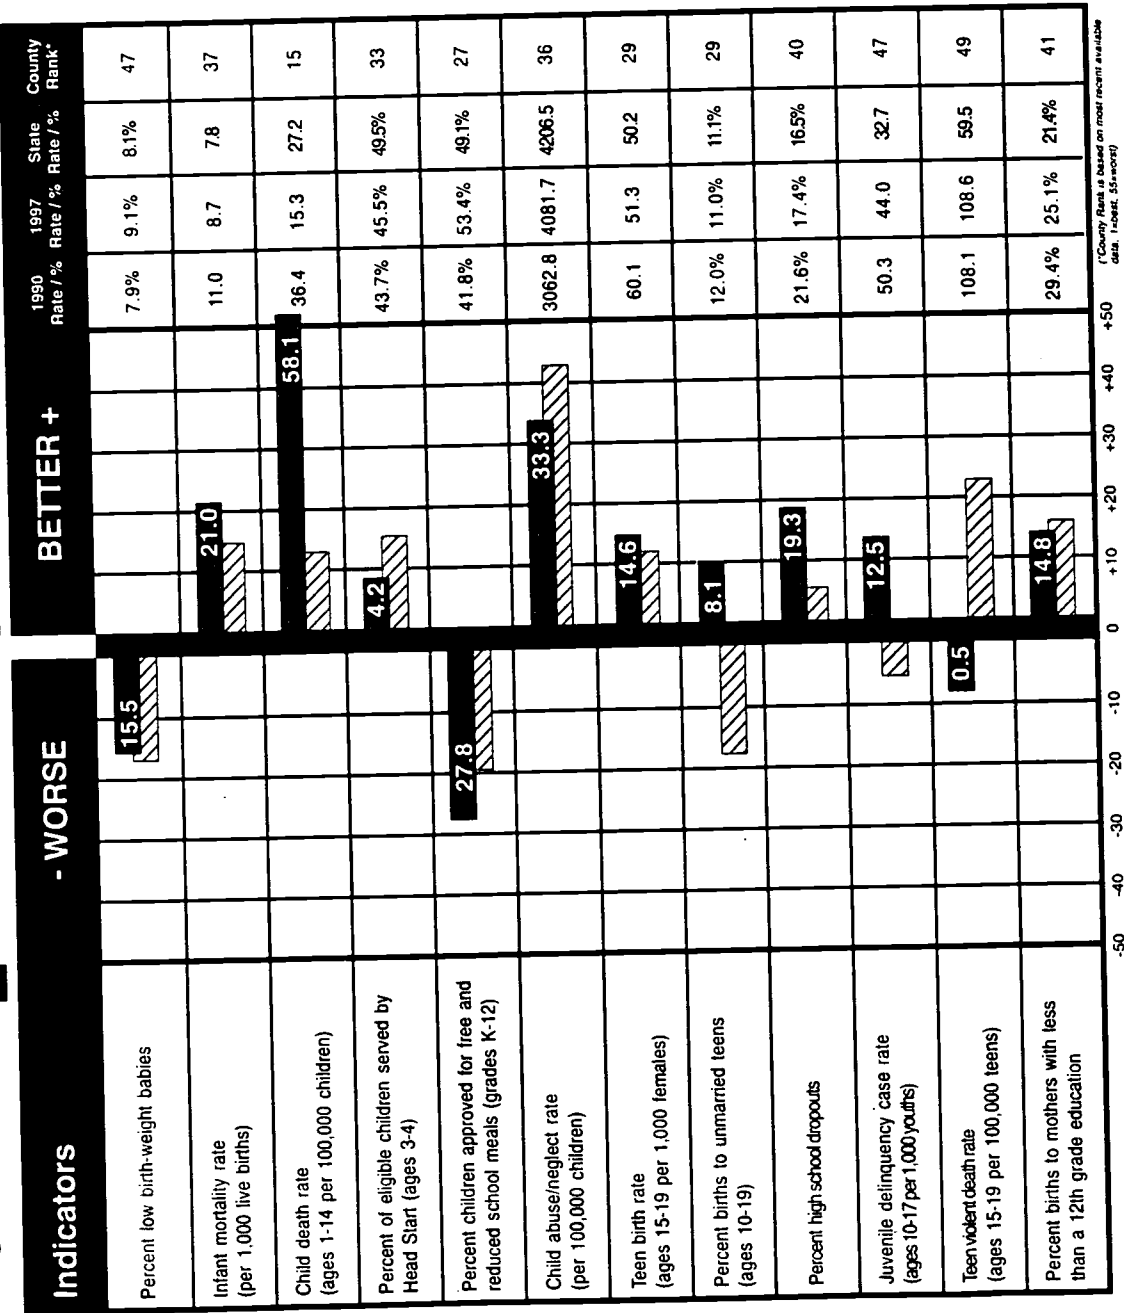 Indicators
- WORSE
BETTER +
1990
Rate / %
1997
Rate / %
State
Rate / %
County
Rank*
Percent low birth-weight babies
15.5
7.9%
9.1%
8.1%
47
Infant mortality rate
(per 1,000 live births)
21.0
11.0
8.7
7.8
37
Child death rate
(ages 1-14 per 100,000 children)
58.1
36.4
15.3
27.2
15
Percent of eligible children served by
Head Start (ages 3-4)
4.2
43.7%
45.5%
49.5%
33
Percent children approved for free and
reduced school meals (grades K-12)
27.8
41.8%
53.4%
49.1%
27
Child abuse/neglect rate
(per 100,000 children)
33.3
3062.8
4081.7
4206.5
36
Teen birth rate
(ages 15-19 per 1,000 females)
14.6
60.1
51.3
50.2
29
Percent births to unmarried teens
(ages 10-19)
8.1
12.0%
11.0%
11.1%
29
Percent high school dropouts
19.3
21.6%
17.4%
16.5%
40
Juvenile delinquency case rate
(ages 10-17 per 1,000 youths)
12.5
50.3
44.0
32.7
47
Teen violent death rate
(ages 15-19 per 100,000 teens)
0.5
108.1
108.6
59.5
49
Percent births to mothers with less
than a 12th grade education
14.8
29.4%
25.1%
21.4%
41
-50
-40
-30
-20
-10
0
+10
+20
+30
+40
+50
(*County Rank is based on most recent available
data. 1=best, 55=worst)